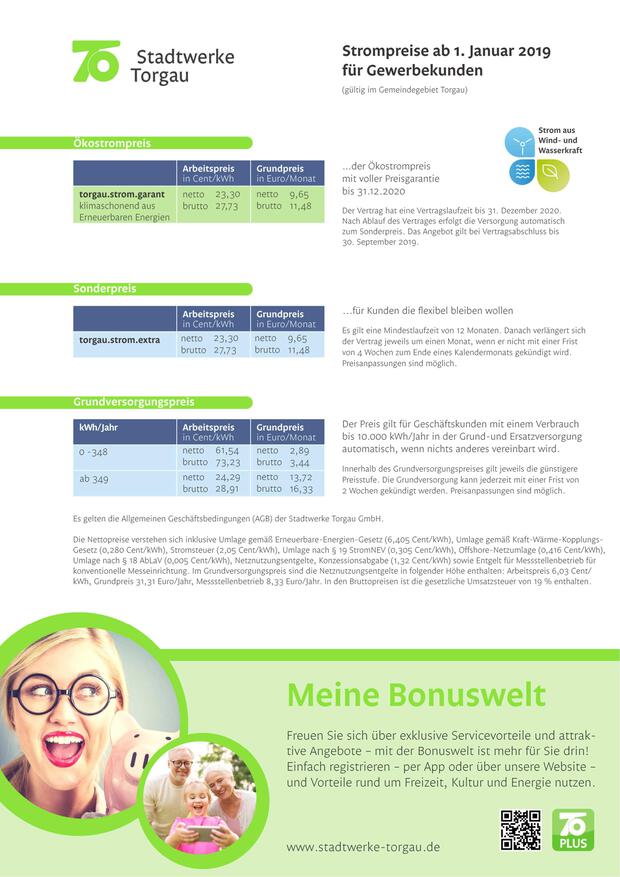 Stadtwerke
Torgau
Strompreise ab 1. Januar 2019
für Gewerbekunden
(gültig im Gemeindegebiet Torgau)
Strom aus
Wind- und
Wasserkraft
Ökostrompreis
Arbeitspreis Grundpreis
in Cent/kWh in Euro/Monat
torgau.strom.garant netto 23,30 netto 9,65
klimaschonend aus brutto 27,73 brutto 11,48
Erneuerbaren Energien
...der Ökostrompreis
mit voller Preisgarantie
bis 31.12.2020
Der Vertrag hat eine Vertragslaufzeit bis 31. Dezember 2020.
Nach Ablauf des Vertrages erfolgt die Versorgung automatisch
zum Sonderpreis. Das Angebot gilt bei Vertragsabschluss bis
30. September 2019.
Sonderpreis
Arbeitspreis Grundpreis
in Cent/kWh in Euro/Monat
torgau.strom.extra netto 23,30 netto 9,65
brutto 27,73 brutto 11,48
...für Kunden die flexibel bleiben wollen
Es gilt eine Mindestlaufzeit von 12 Monaten. Danach verlängert sich
der Vertrag jeweils um einen Monat, wenn er nicht mit einer Frist
von 4 Wochen zum Ende eines Kalendermonats gekündigt wird.
Preisanpassungen sind möglich.
Grundversorgungspreis
kWh/Jahr Arbeitspreis Grundpreis
in Cent/kWh in Euro/Monat
0 -348 netto 61,54 netto 2,89
brutto 73,23 brutto 3,44
ab 349 netto 24,29 netto 13,72
brutto 28,91 brutto 16,33
Der Preis gilt für Geschäftskunden mit einem Verbrauch
bis 10.000 kWh/Jahr in der Grund-und Ersatzversorgung
automatisch, wenn nichts anderes vereinbart wird.
Innerhalb des Grundversorgungspreises gilt jeweils die günstigere
Preisstufe. Die Grundversorgung kann jederzeit mit einer Frist von
2 Wochen gekündigt werden. Preisanpassungen sind möglich.
Es gelten die Allgemeinen Geschäftsbedingungen (AGB) der Stadtwerke Torgau GmbH.
Die Nettopreise verstehen sich inklusive Umlage gemäß Erneuerbare-Energien-Gesetz (6,405 Cent/kWh), Umlage gemäß Kraft-Wärme-Kopplungs-
Gesetz (0,280 Cent/kWh), Stromsteuer (2,05 Cent/kWh), Umlage nach § 19 StromNEV (0,305 Cent/kWh), Offshore-Netzumlage (0,416 Cent/kWh),
Umlage nach § 18 AbLaV (0,005 Cent/kWh), Netznutzungsentgelte, Konzessionsabgabe (1,32 Cent/kWh) sowie Entgelt für Messstellenbetrieb für
konventionelle Messeinrichtung. Im Grundversorgungspreis sind die Netznutzungsentgelte in folgender Höhe enthalten: Arbeitspreis 6,03 Cent/
kWh, Grundpreis 31,31 Euro/Jahr, Messstellenbetrieb 8,33 Euro/Jahr. In den Bruttopreisen ist die gesetzliche Umsatzsteuer von 19 % enthalten.
Meine Bonuswelt
Freuen Sie sich über exklusive Servicevorteile und attrak-
tive Angebote – mit der Bonuswelt ist mehr für Sie drin!
Einfach registrieren – per App oder über unsere Website –
und Vorteile rund um Freizeit, Kultur und Energie nutzen.
www.stadtwerke-torgau.de
PLUS